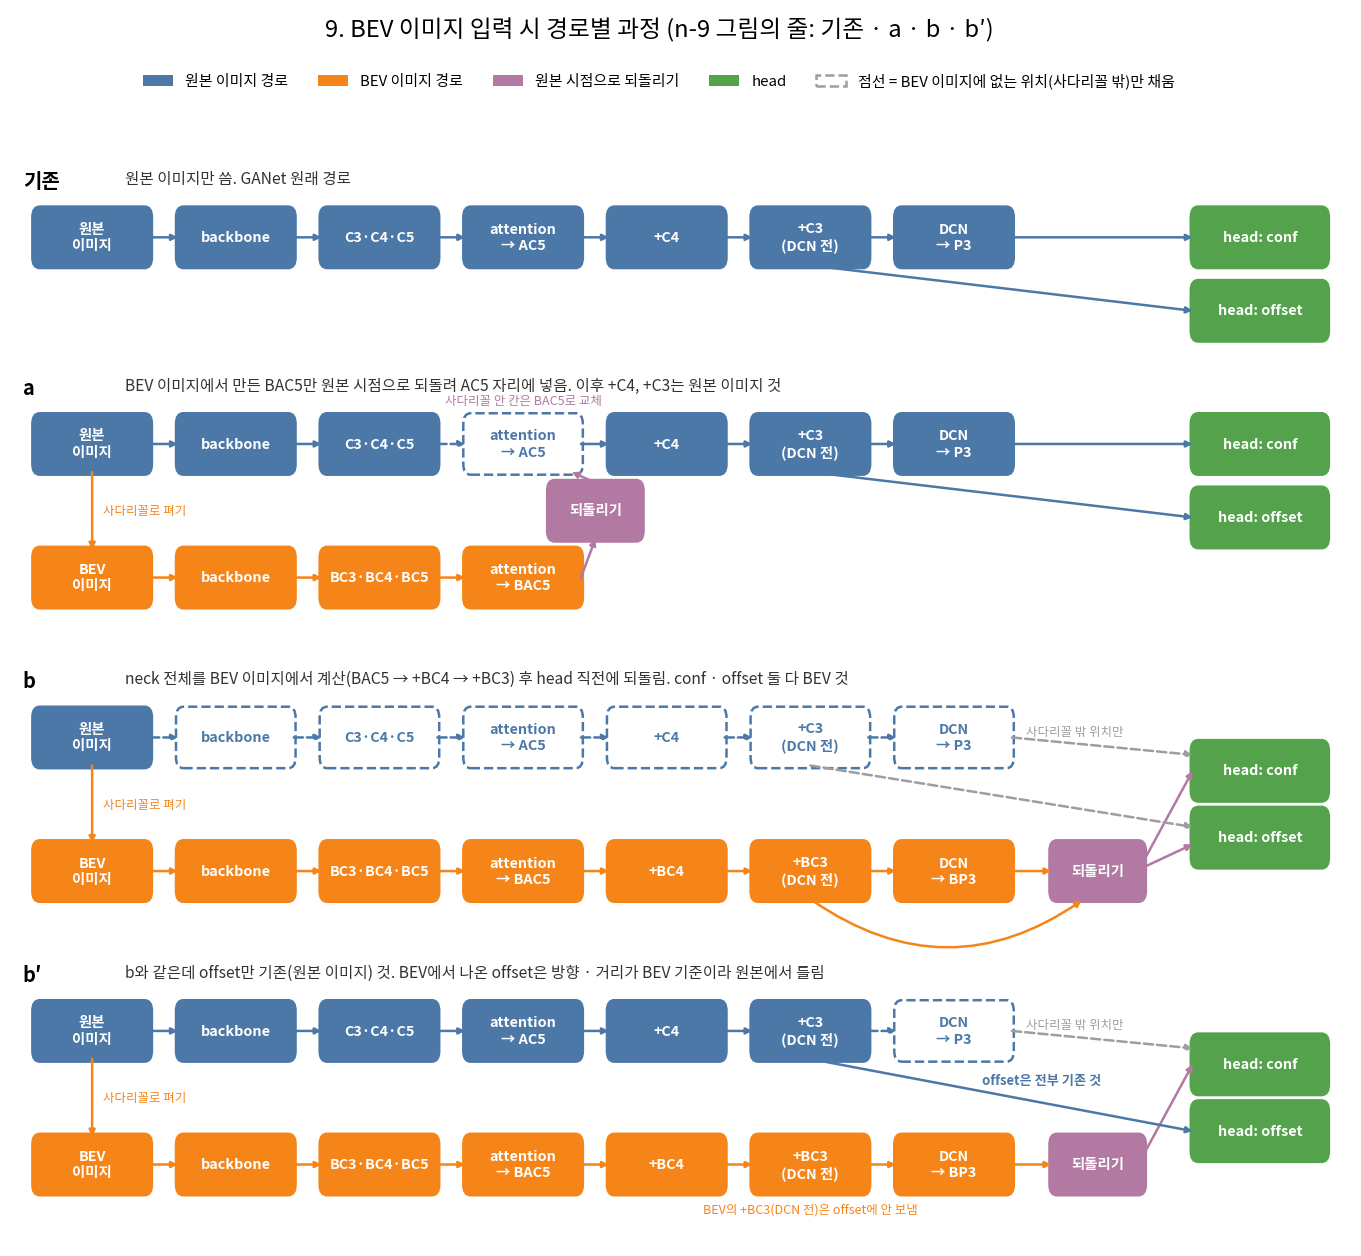 9. BEV 이미지 입력 시 경로별 과정 (n-9 그림의 줄: 기존 · a · b · b′)
원본 이미지 경로
BEV 이미지 경로
원본 시점으로 되돌리기
head
점선 = BEV 이미지에 없는 위치(사다리꼴 밖)만 채움
기존
원본 이미지만 씀. GANet 원래 경로
원본
이미지
backbone
C3·C4·C5
attention
→ AC5
+C4
+C3
(DCN 전)
DCN
→ P3
head: conf
head: offset
a
BEV 이미지에서 만든 BAC5만 원본 시점으로 되돌려 AC5 자리에 넣음. 이후 +C4, +C3는 원본 이미지 것
사다리꼴 안 칸은 BAC5로 교체
원본
이미지
backbone
C3·C4·C5
attention
→ AC5
+C4
+C3
(DCN 전)
DCN
→ P3
head: conf
사다리꼴로 펴기
되돌리기
head: offset
BEV
이미지
backbone
BC3·BC4·BC5
attention
→ BAC5
b
neck 전체를 BEV 이미지에서 계산(BAC5 → +BC4 → +BC3) 후 head 직전에 되돌림. conf · offset 둘 다 BEV 것
원본
이미지
backbone
C3·C4·C5
attention
→ AC5
+C4
+C3
(DCN 전)
DCN
→ P3
사다리꼴 밖 위치만
head: conf
사다리꼴로 펴기
head: offset
BEV
이미지
backbone
BC3·BC4·BC5
attention
→ BAC5
+BC4
+BC3
(DCN 전)
DCN
→ BP3
되돌리기
b′
b와 같은데 offset만 기존(원본 이미지) 것. BEV에서 나온 offset은 방향 · 거리가 BEV 기준이라 원본에서 틀림
원본
이미지
backbone
C3·C4·C5
attention
→ AC5
+C4
+C3
(DCN 전)
DCN
→ P3
사다리꼴 밖 위치만
head: conf
offset은 전부 기존 것
사다리꼴로 펴기
head: offset
BEV
이미지
backbone
BC3·BC4·BC5
attention
→ BAC5
+BC4
+BC3
(DCN 전)
DCN
→ BP3
되돌리기
BEV의 +BC3(DCN 전)은 offset에 안 보냄